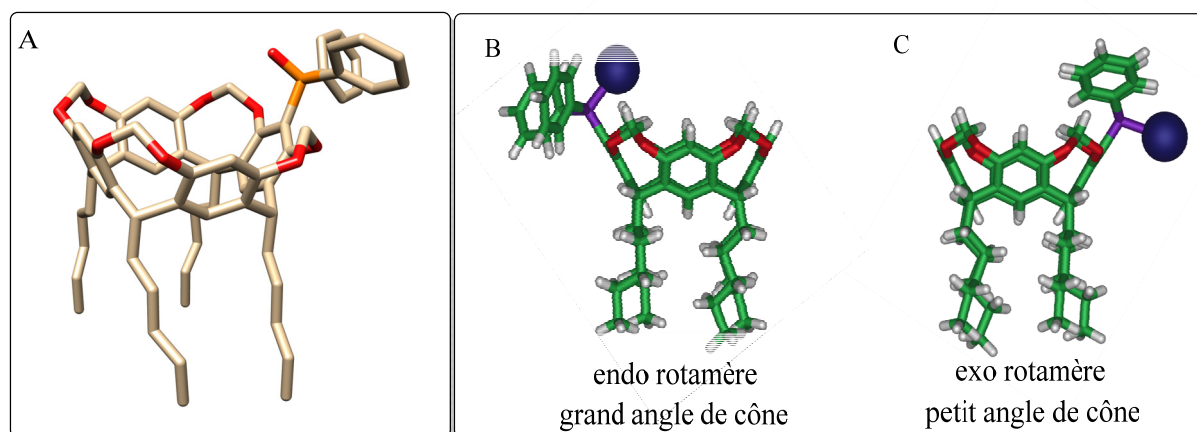 A
B
C
endo rotamère
grand angle de cône
exo rotamère
petit angle de cône